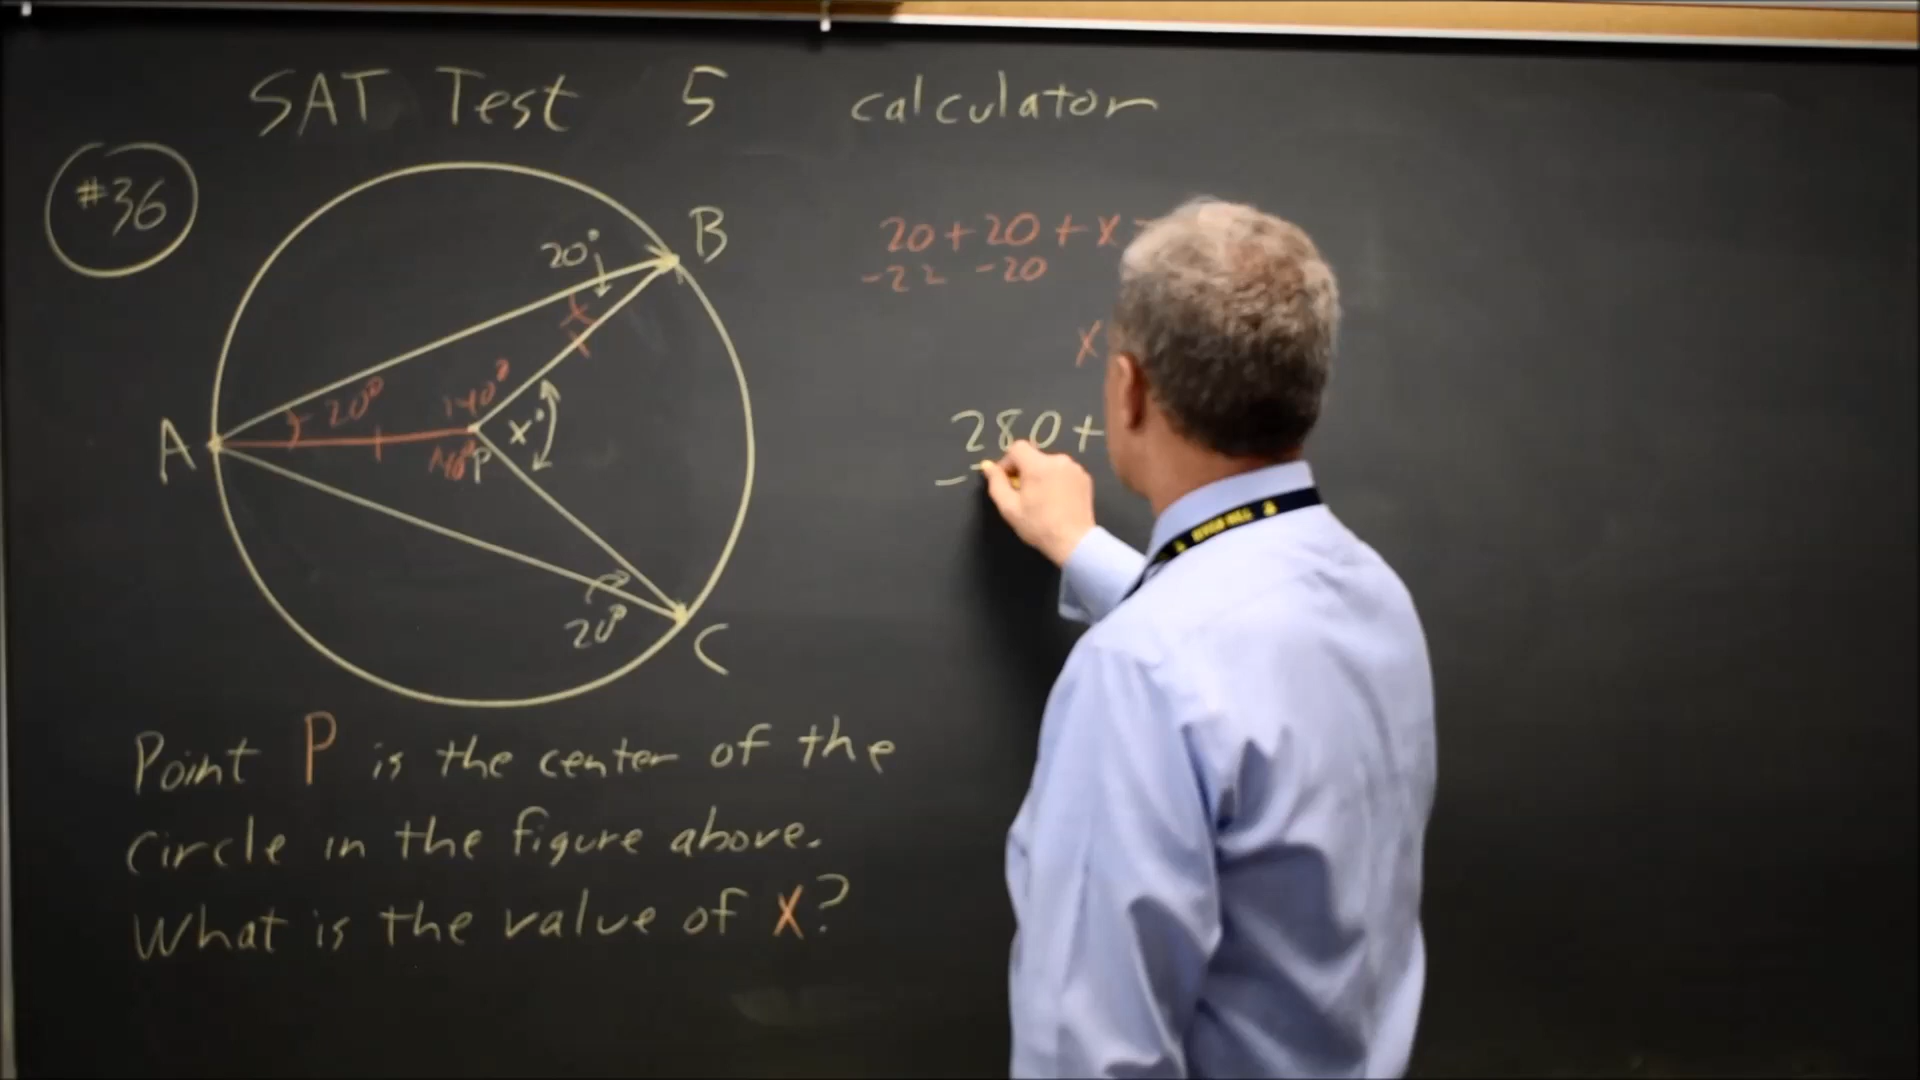 SAT Test 5 calculator
#36
B
20°
20°
140°
x°
A
140°
P
20°
C
20 + 20 + x
-22 -20
x
280 +
-
Point P is the center of the
circle in the figure above.
What is the value of x?